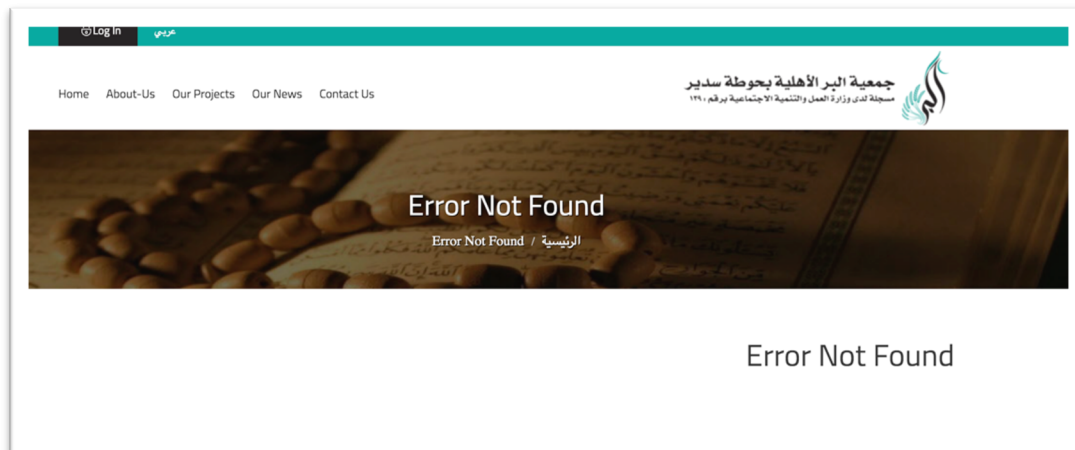 Log In عربي
Home About-Us Our Projects Our News Contact Us
جمعية البر الأهلية بحوطة سدير
مسجلة لدى وزارة العمل والتنمية الاجتماعية برقم ١٢٩٠
البر
Error Not Found
الرئيسية / Error Not Found
Error Not Found